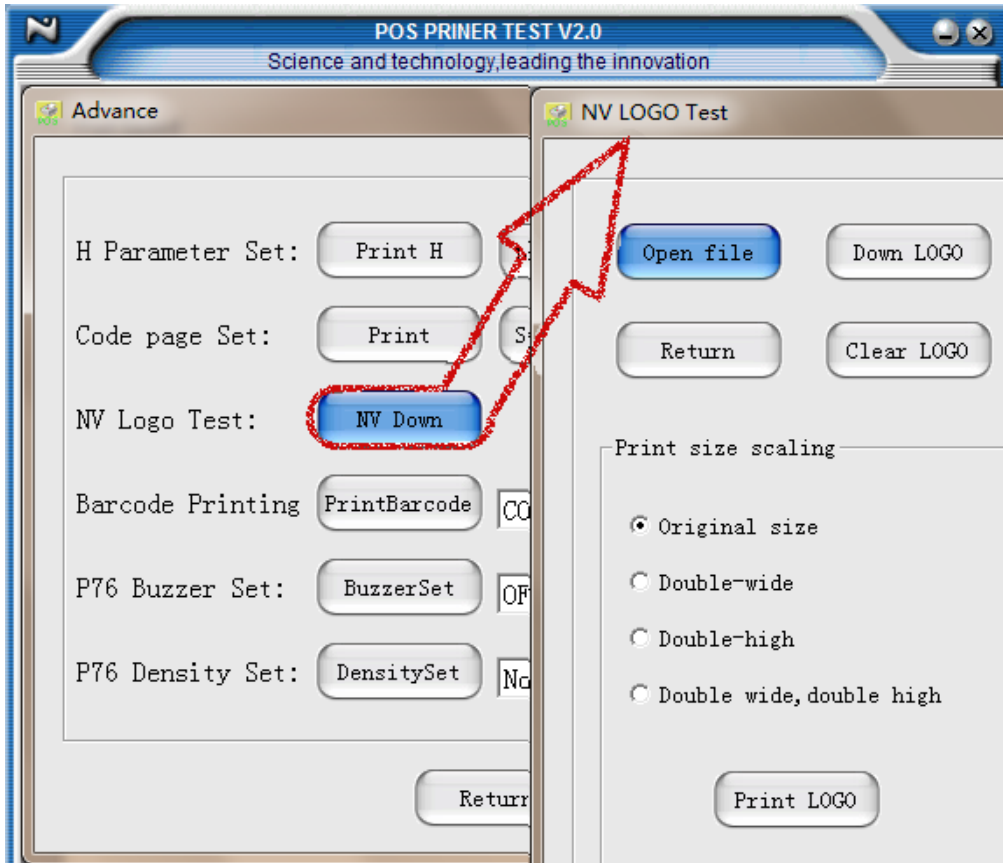 POS PRINER TEST V2.0
Science and technology,leading the innovation
Advance
H Parameter Set: Print H
Code page Set: Print
NV Logo Test: NV Down
Barcode Printing PrintBarcode
P76 Buzzer Set: BuzzerSet
P76 Density Set: DensitySet
NV LOGO Test
Open file Down LOGO
Return Clear LOGO
Print size scaling
Original size
Double-wide
Double-high
Double wide,double high
Print LOGO